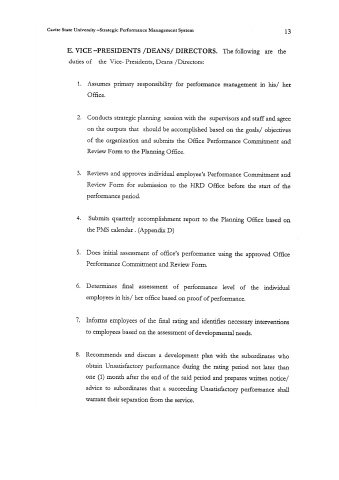 Cavite State University –Strategic Performance Management System 13
E. VICE –PRESIDENTS /DEANS/ DIRECTORS. The following are the
duties of the Vice- Presidents, Deans /Directors:
1. Assumes primary responsibility for performance management in his/ her
Office.
2. Conducts strategic planning session with the supervisors and staff and agree
on the outputs that should be accomplished based on the goals/ objectives
of the organization and submits the Office Performance Commitment and
Review Form to the Planning Office.
3. Reviews and approves individual employee's Performance Commitment and
Review Form for submission to the HRD Office before the start of the
performance period.
4. Submits quarterly accomplishment report to the Planning Office based on
the PMS calendar . (Appendix D)
5. Does initial assessment of office's performance using the approved Office
Performance Commitment and Review Form.
6. Determines final assessment of performance level of the individual
employees in his/ her office based on proof of performance.
7. Informs employees of the final rating and identifies necessary interventions
to employees based on the assessment of developmental needs.
8. Recommends and discuss a development plan with the subordinates who
obtain Unsatisfactory performance during the rating period not later than
one (1) month after the end of the said period and prepares written notice/
advice to subordinates that a succeeding Unsatisfactory performance shall
warrant their separation from the service.